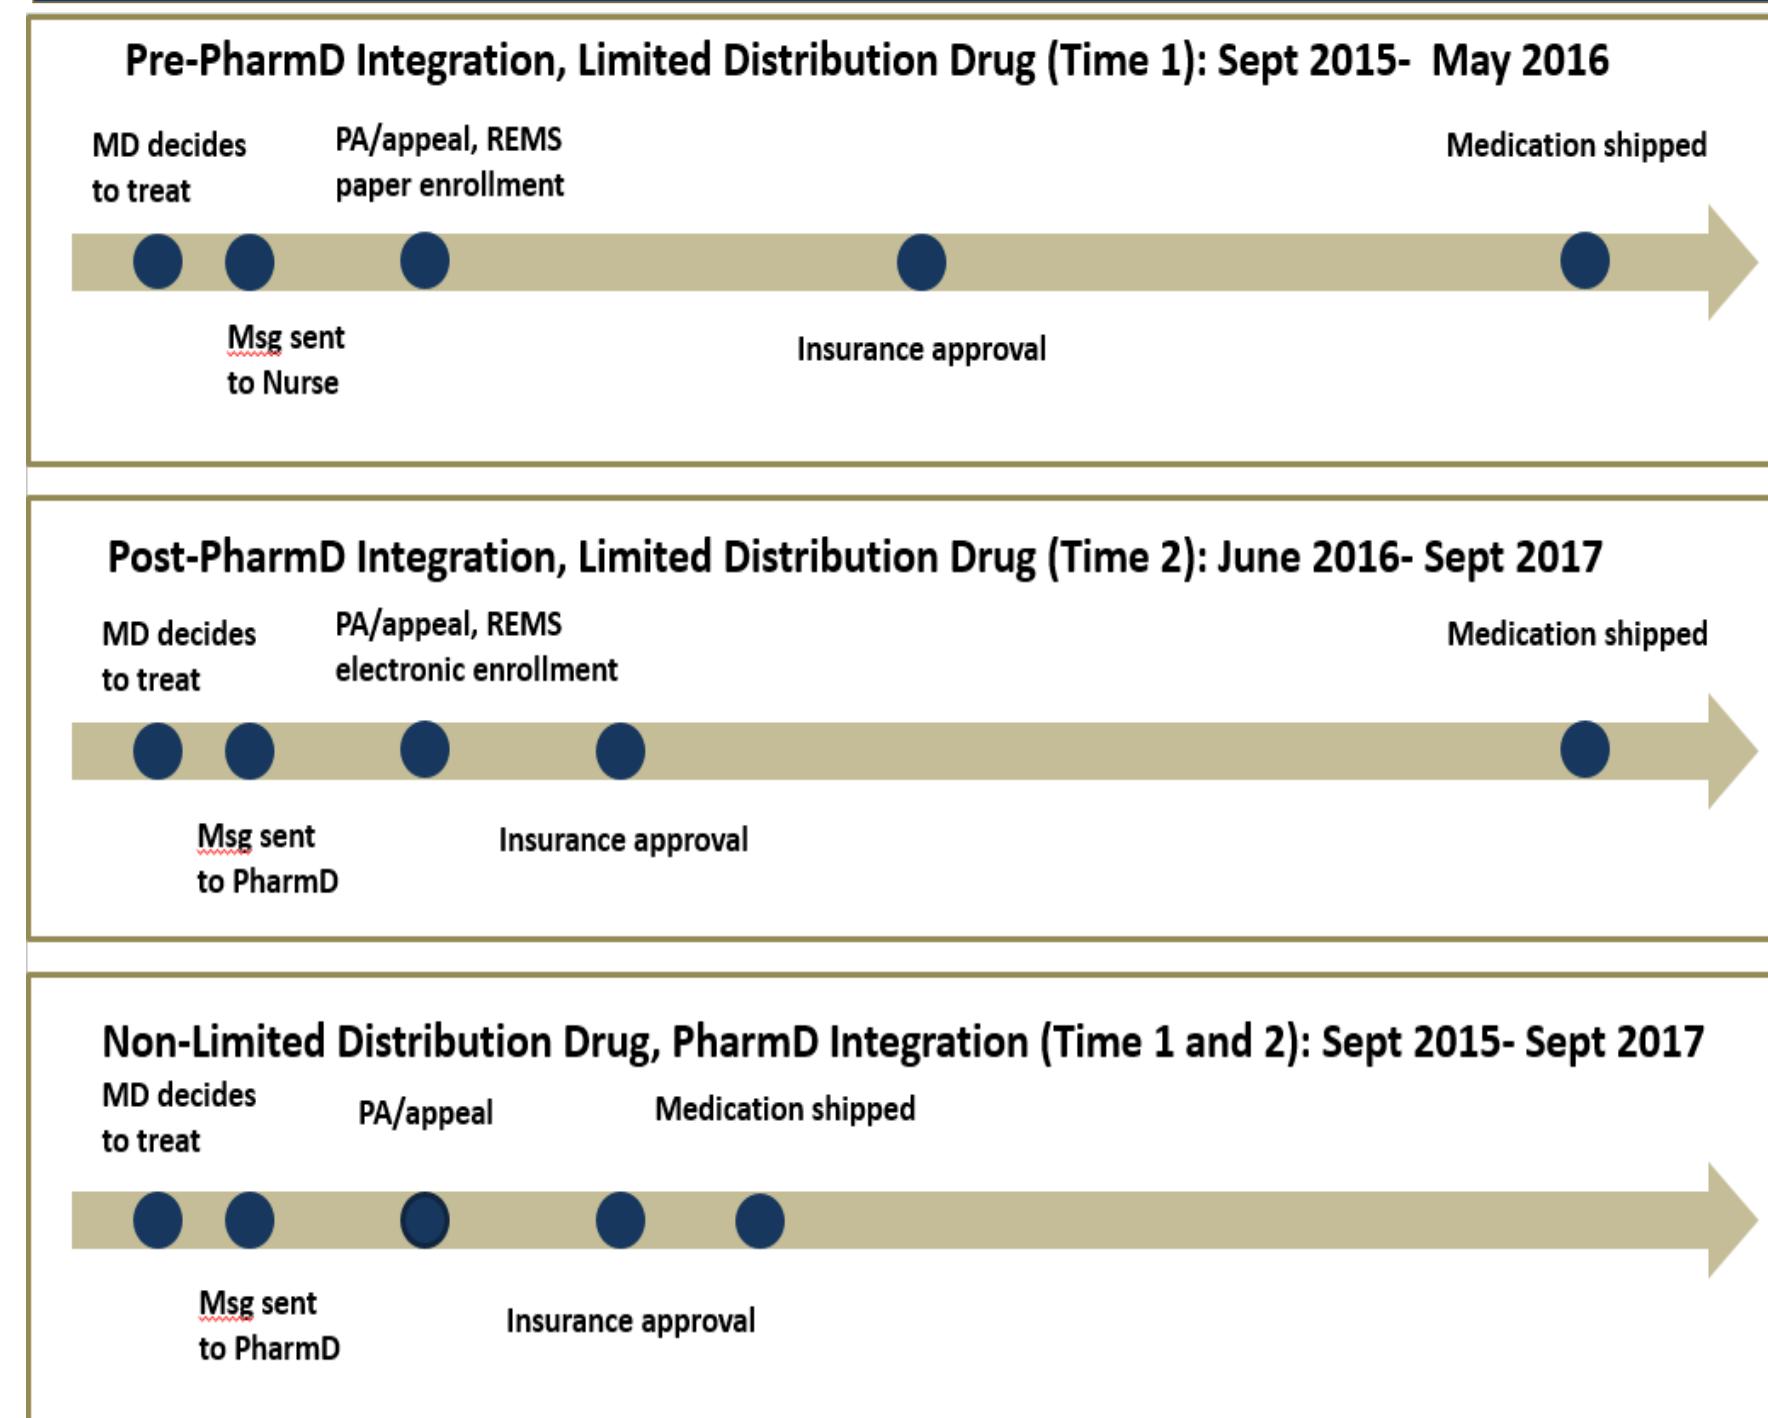 Pre-PharmD Integration, Limited Distribution Drug (Time 1): Sept 2015-  May 2016
MD decides
to treat
PA/appeal, REMS
paper enrollment
Medication shipped
Msg sent
to Nurse
Insurance approval
Post-PharmD Integration, Limited Distribution Drug (Time 2): June 2016- Sept 2017
MD decides
to treat
PA/appeal, REMS
electronic enrollment
Medication shipped
Msg sent
to PharmD
Insurance approval
Non-Limited Distribution Drug, PharmD Integration (Time 1 and 2): Sept 2015- Sept 2017
MD decides
to treat
PA/appeal
Medication shipped
Msg sent
to PharmD
Insurance approval